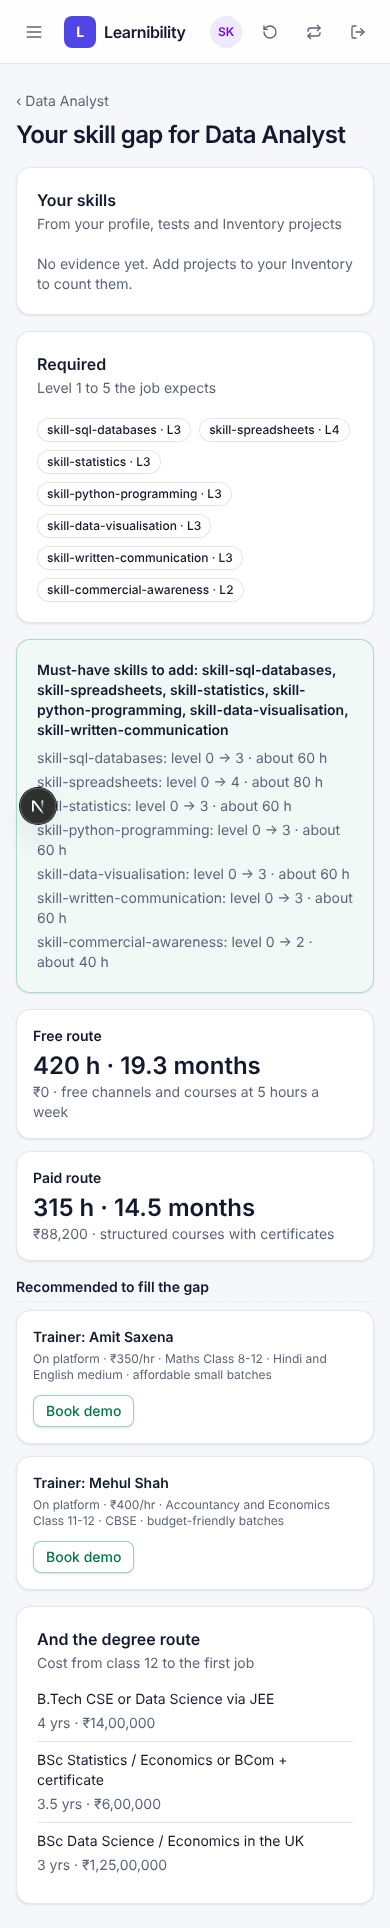 L Learnibility SK
‹ Data Analyst
Your skill gap for Data Analyst
Your skills
From your profile, tests and Inventory projects
No evidence yet. Add projects to your Inventory
to count them.
Required
Level 1 to 5 the job expects
skill-sql-databases · L3 skill-spreadsheets · L4
skill-statistics · L3
skill-python-programming · L3
skill-data-visualisation · L3
skill-written-communication · L3
skill-commercial-awareness · L2
Must-have skills to add: skill-sql-databases,
skill-spreadsheets, skill-statistics, skill-
python-programming, skill-data-visualisation,
skill-written-communication
skill-sql-databases: level 0 → 3 · about 60 h
skill-spreadsheets: level 0 → 4 · about 80 h
N ll-statistics: level 0 → 3 · about 60 h
skill-python-programming: level 0 → 3 · about
60 h
skill-data-visualisation: level 0 → 3 · about 60 h
skill-written-communication: level 0 → 3 · about
60 h
skill-commercial-awareness: level 0 → 2 ·
about 40 h
Free route
420 h · 19.3 months
₹0 · free channels and courses at 5 hours a
week
Paid route
315 h · 14.5 months
₹88,200 · structured courses with certificates
Recommended to fill the gap
Trainer: Amit Saxena
On platform · ₹350/hr · Maths Class 8-12 · Hindi and
English medium · affordable small batches
Book demo
Trainer: Mehul Shah
On platform · ₹400/hr · Accountancy and Economics
Class 11-12 · CBSE · budget-friendly batches
Book demo
And the degree route
Cost from class 12 to the first job
B.Tech CSE or Data Science via JEE
4 yrs · ₹14,00,000
BSc Statistics / Economics or BCom +
certificate
3.5 yrs · ₹6,00,000
BSc Data Science / Economics in the UK
3 yrs · ₹1,25,00,000